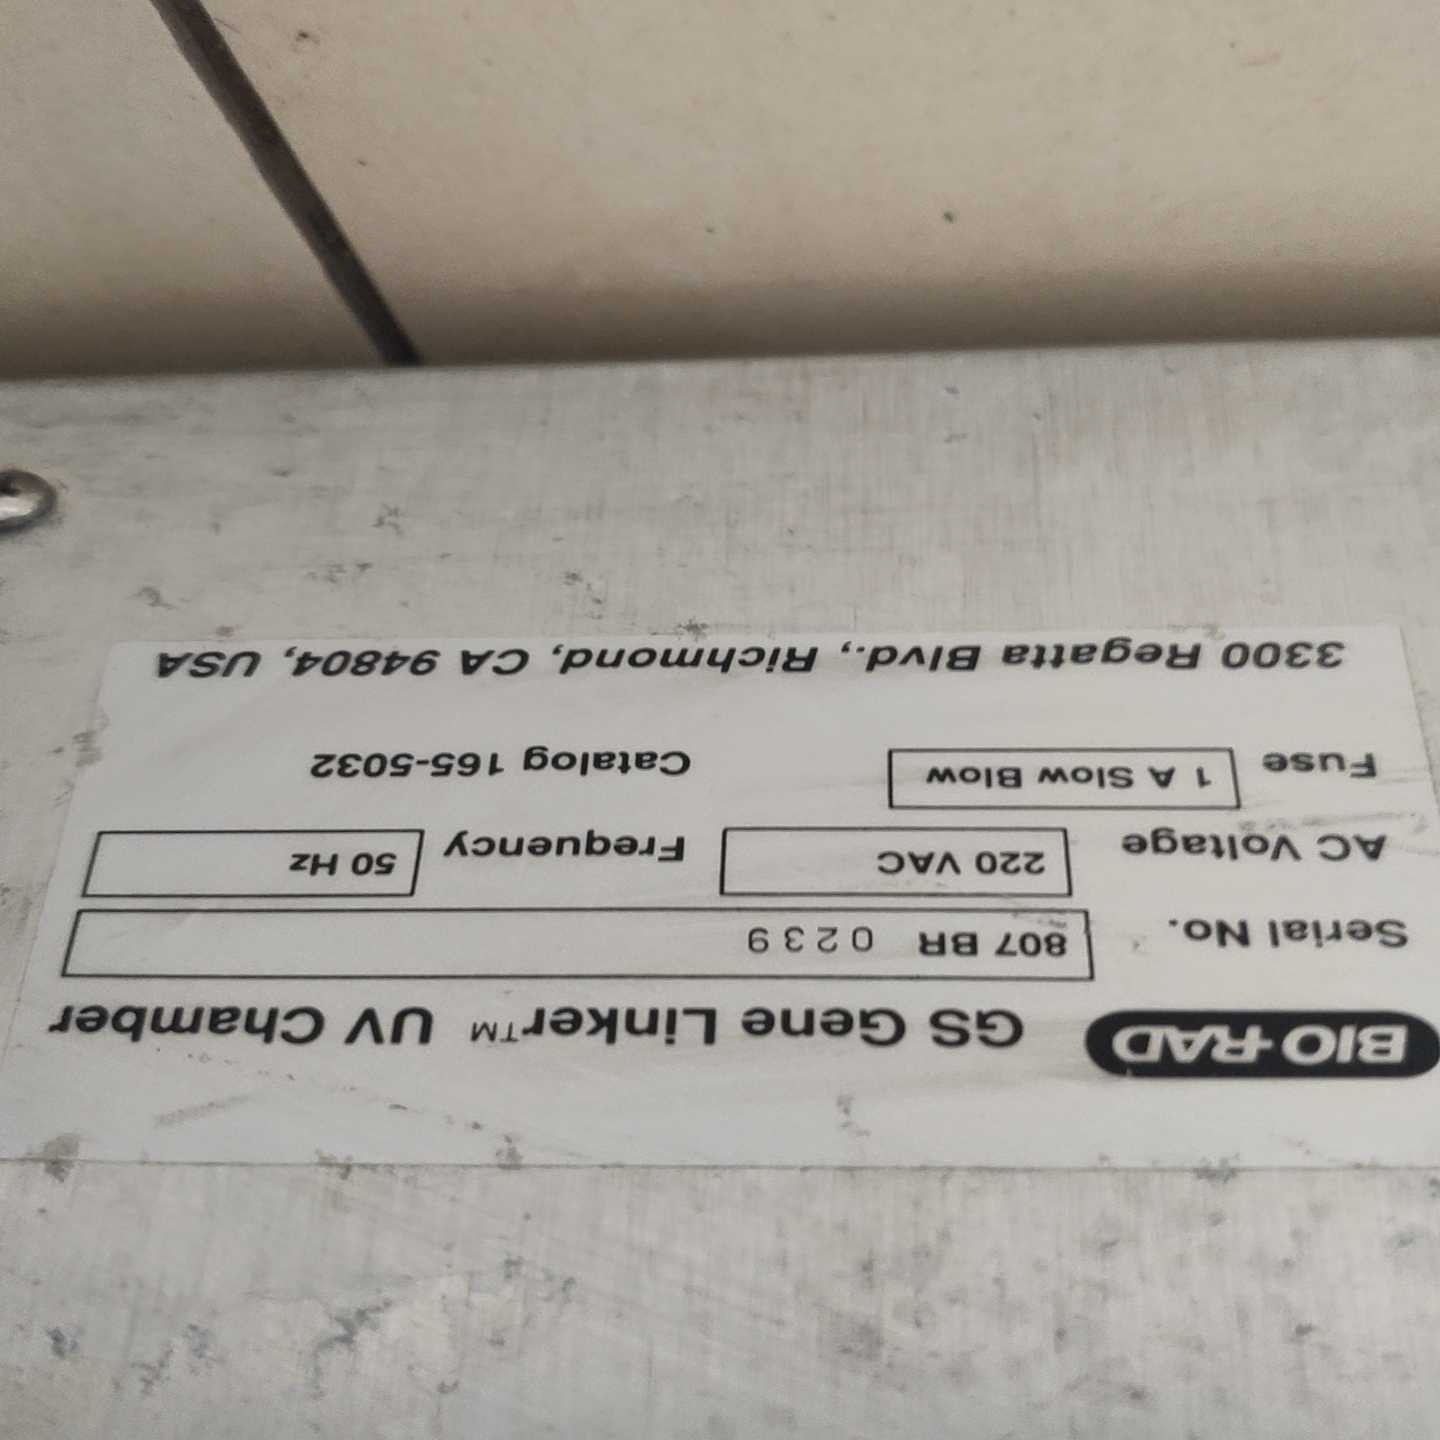 BIO-RAD GS Gene Linker™ UV Chamber
Serial No. 807 BR 0239
AC Voltage 220 VAC Frequency 50 Hz
Fuse 1 A Slow Blow Catalog 165-5032
3300 Regatta Blvd., Richmond, CA 94804, USA